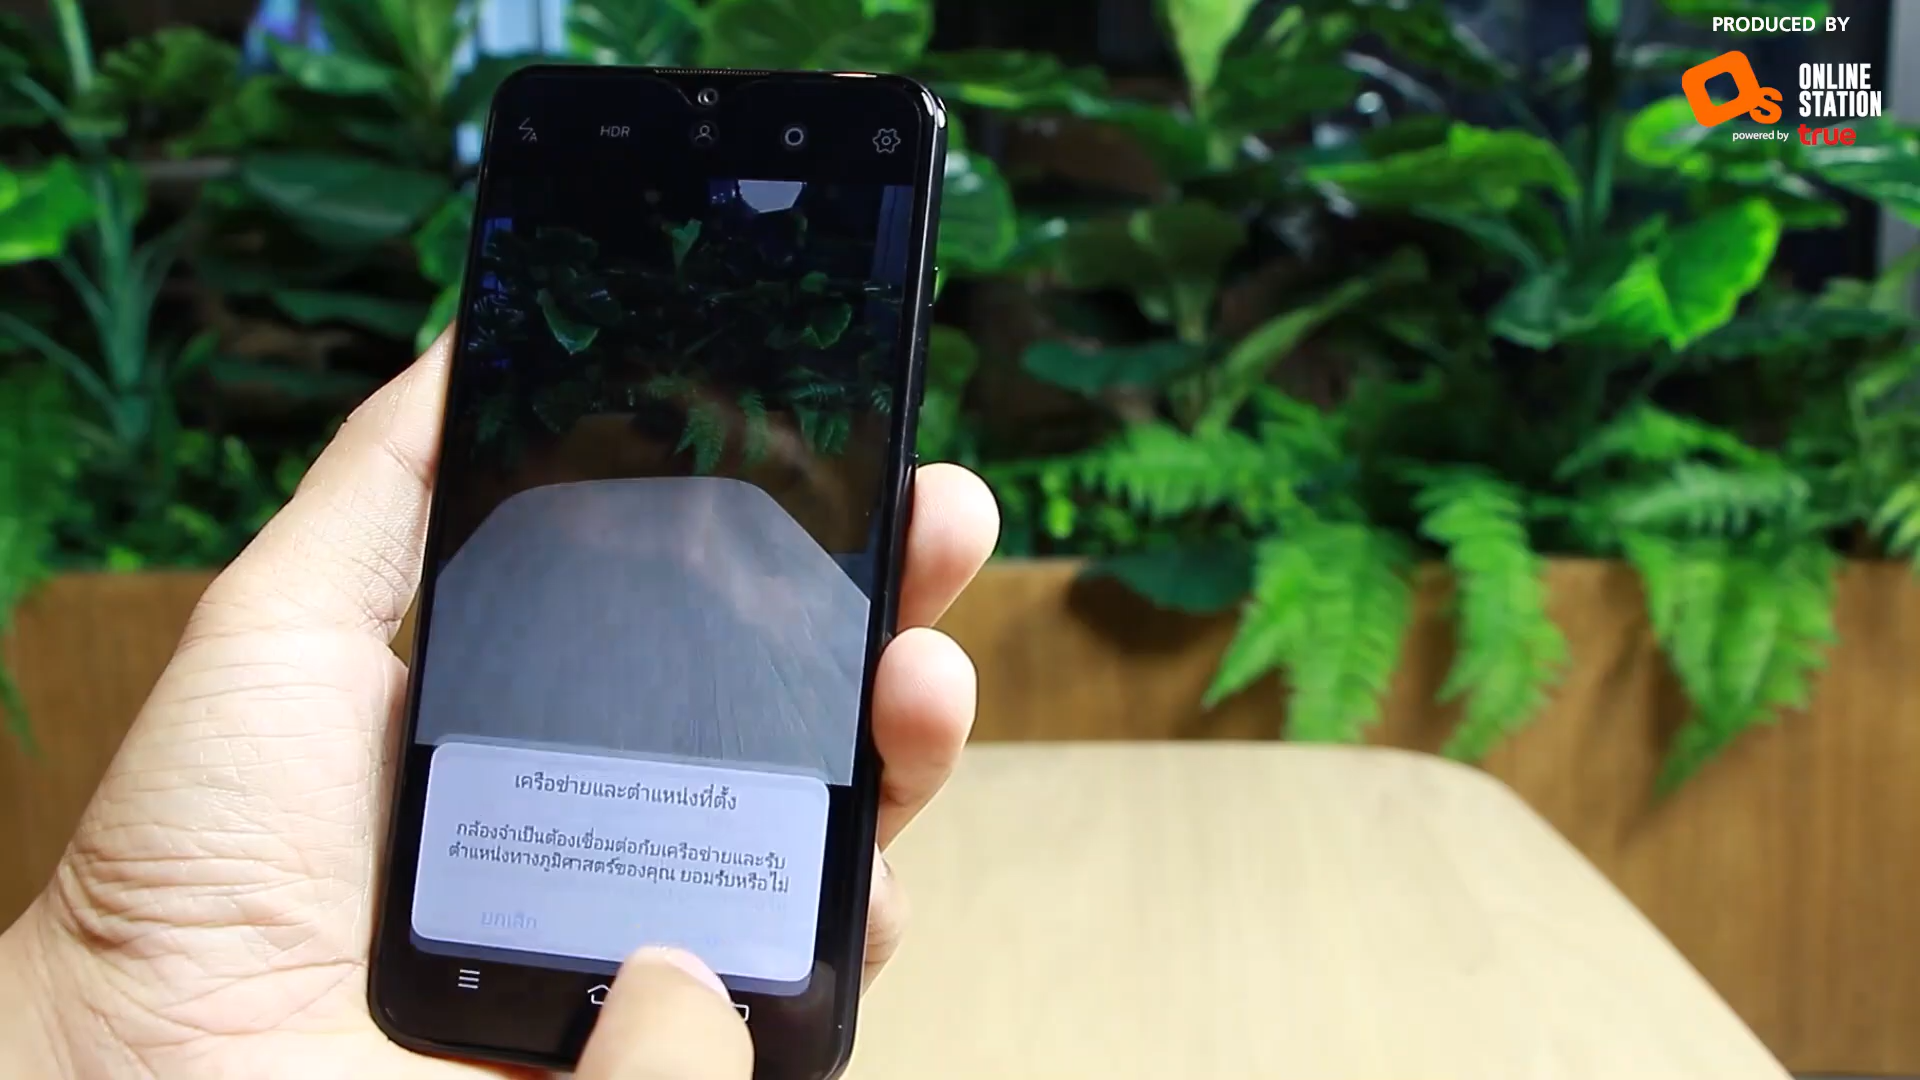 PRODUCED BY
OS ONLINE
STATION
powered by true
HDR
เครือข่ายและตำแหน่งที่ตั้ง
กล้องจำเป็นต้องเชื่อมต่อกับเครือข่ายและรับ
ตำแหน่งทางภูมิศาสตร์ของคุณ ยอมรับหรือไม่
ยกเลิก